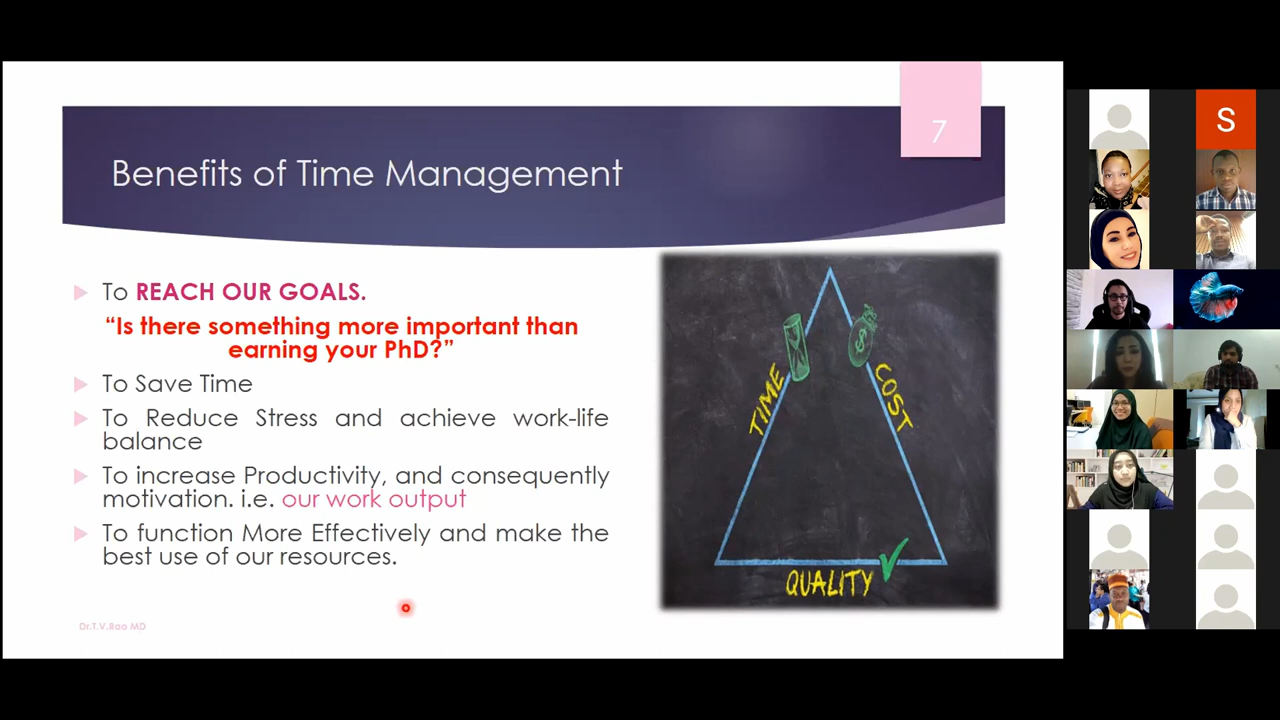 7
Benefits of Time Management
To REACH OUR GOALS.
“Is there something more important than
earning your PhD?”
To Save Time
To Reduce Stress and achieve work-life
balance
To increase Productivity, and consequently
motivation. i.e. our work output
To function More Effectively and make the
best use of our resources.
Dr.T.V.Rao MD
TIME
$
COST
QUALITY
S